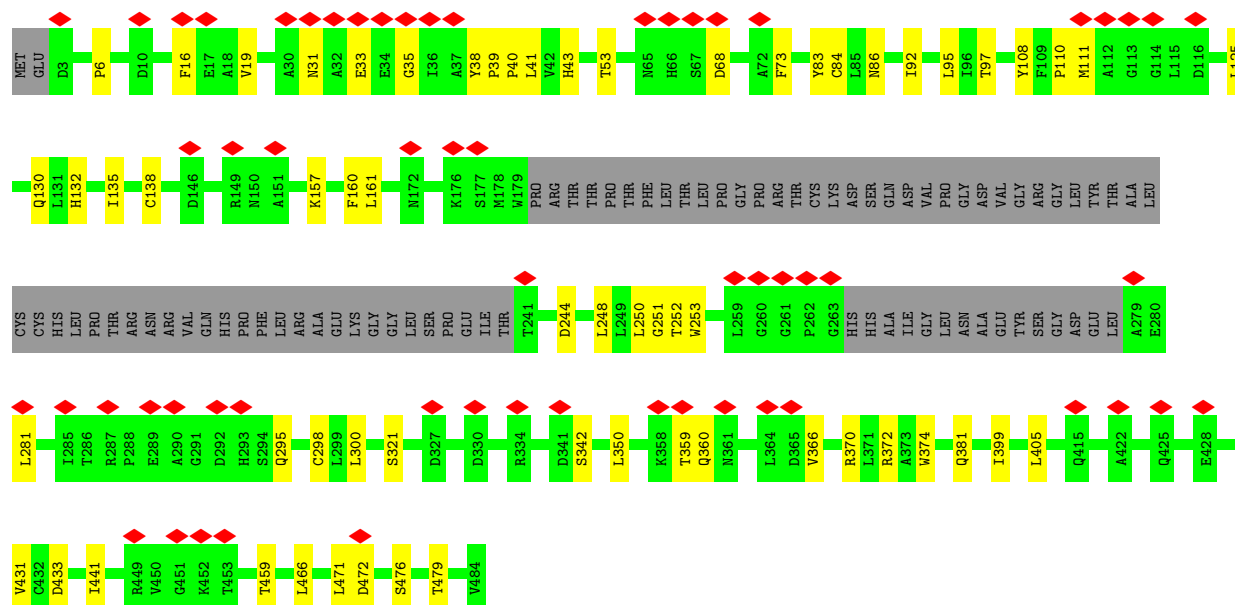 MET GLU D3 P6 D10 F16 E17 A18 V19 A30 N31 A32 E33 E34 G35 I36 A37 Y38 P39 P40 L41 V42 H43 T53 N65 H66 S67 D68 A72 F73 Y83 C84 L85 N86 I92 L95 I96 T97 Y108 F109 P110 M111 A112 G113 G114 L115 D116
Q130 L131 H132 I135 C138 D146 R149 N150 A151 K157 F160 L161 N172 K176 S177 M178 W179 PRO ARG THR THR PRO THR PHE LEU THR LEU PRO GLY PRO ARG THR CYS LYS ASP SER GLN ASP VAL PRO GLY ASP VAL GLY ARG GLY LEU TYR THR ALA LEU
CYS CYS HIS LEU PRO THR ARG ASN ARG VAL GLN HIS PRO PHE LEU ARG ALA GLU LYS GLY GLY LEU SER PRO GLU ILE THR T241 D244 L248 L249 L250 G251 T252 W253 L259 G260 G261 P262 G263 HIS HIS ALA ILE GLY LEU ASN ALA GLU TYR SER GLY ASP GLU LEU A279 E280
L281 I285 T286 R287 P288 E289 A290 G291 D292 H293 S294 Q295 C298 L299 L300 S321 D327 D330 R334 D341 S342 L350 K358 T359 Q360 N361 L364 D365 V366 R370 L371 R372 A373 W374 Q381 I399 L405 Q415 A422 Q425 E428
V431 C432 D433 I441 R449 V450 G451 K452 T453 T459 L466 L471 D472 S476 T479 V484